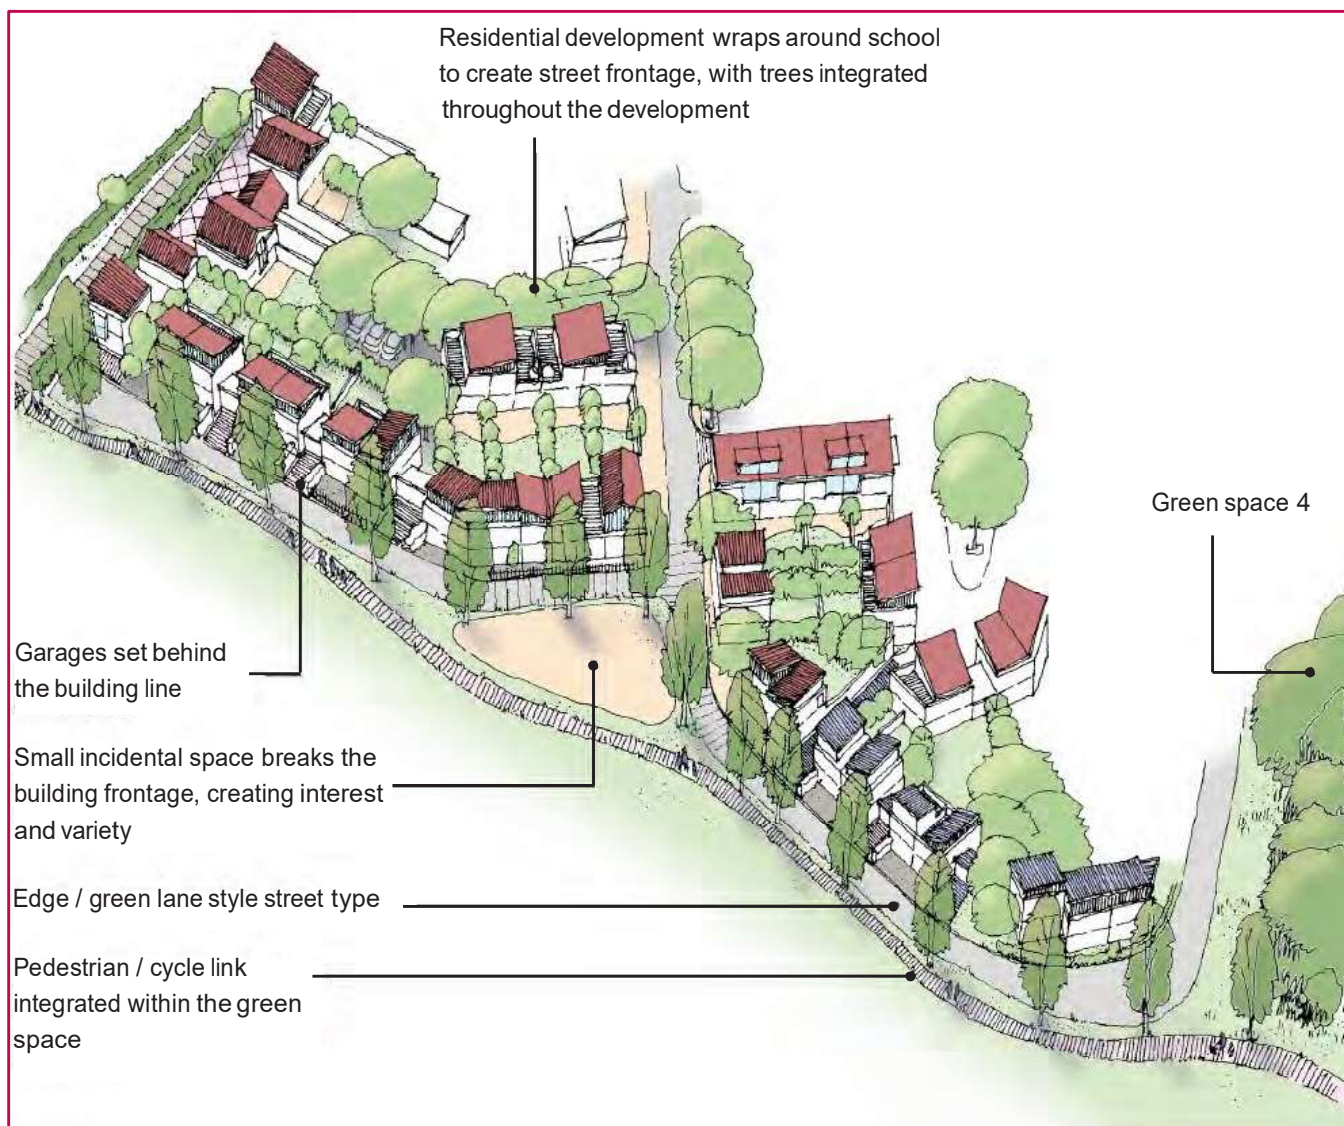 Residential development wraps around school
to create street frontage, with trees integrated
throughout the development
Green space 4
Garages set behind
the building line
Small incidental space breaks the
building frontage, creating interest
and variety
Edge / green lane style street type
Pedestrian / cycle link
integrated within the green
space